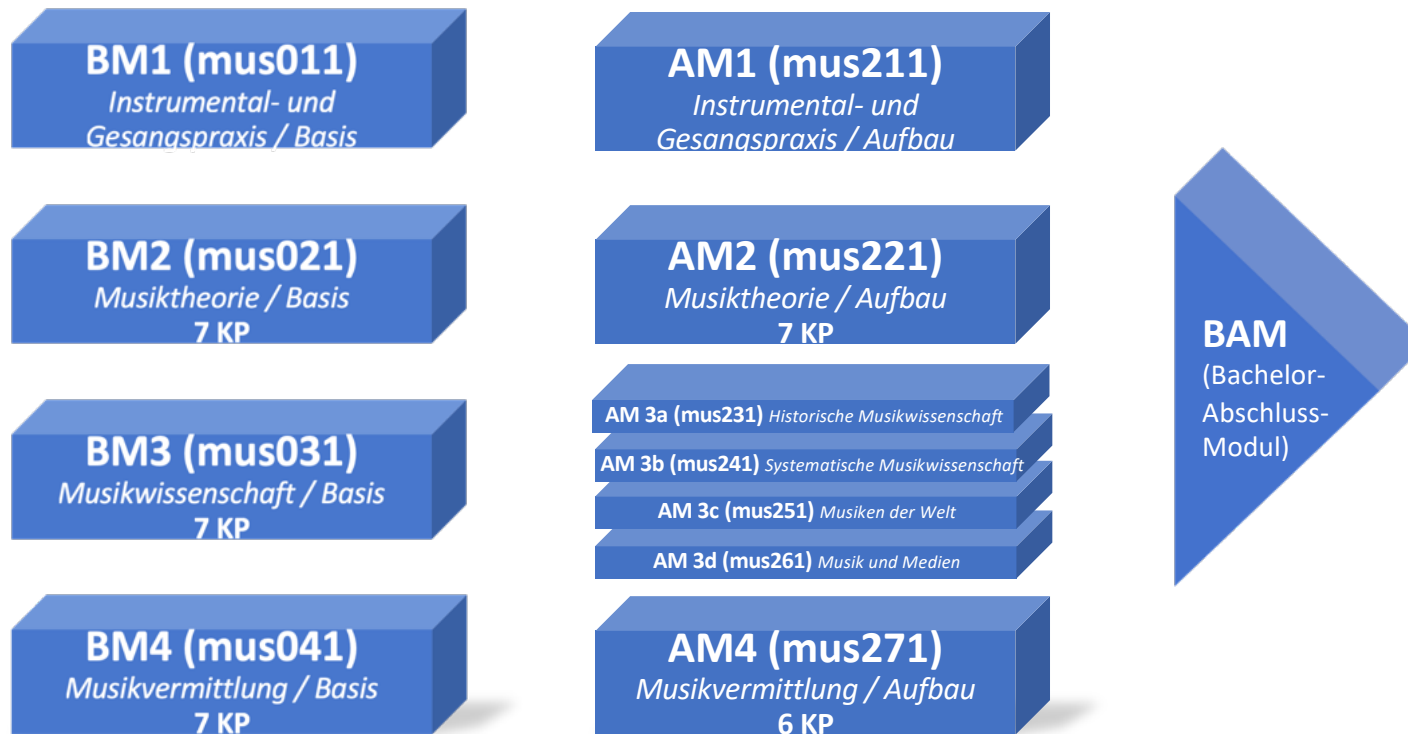 BM1 (mus011)
Instrumental- und
Gesangspraxis / Basis
BM2 (mus021)
Musiktheorie / Basis
7 KP
BM3 (mus031)
Musikwissenschaft / Basis
7 KP
BM4 (mus041)
Musikvermittlung / Basis
7 KP
AM1 (mus211)
Instrumental- und
Gesangspraxis / Aufbau
AM2 (mus221)
Musiktheorie / Aufbau
7 KP
AM 3a (mus231) Historische Musikwissenschaft
AM 3b (mus241) Systematische Musikwissenschaft
AM 3c (mus251) Musiken der Welt
AM 3d (mus261) Musik und Medien
AM4 (mus271)
Musikvermittlung / Aufbau
6 KP
BAM
(Bachelor-
Abschluss-
Modul)